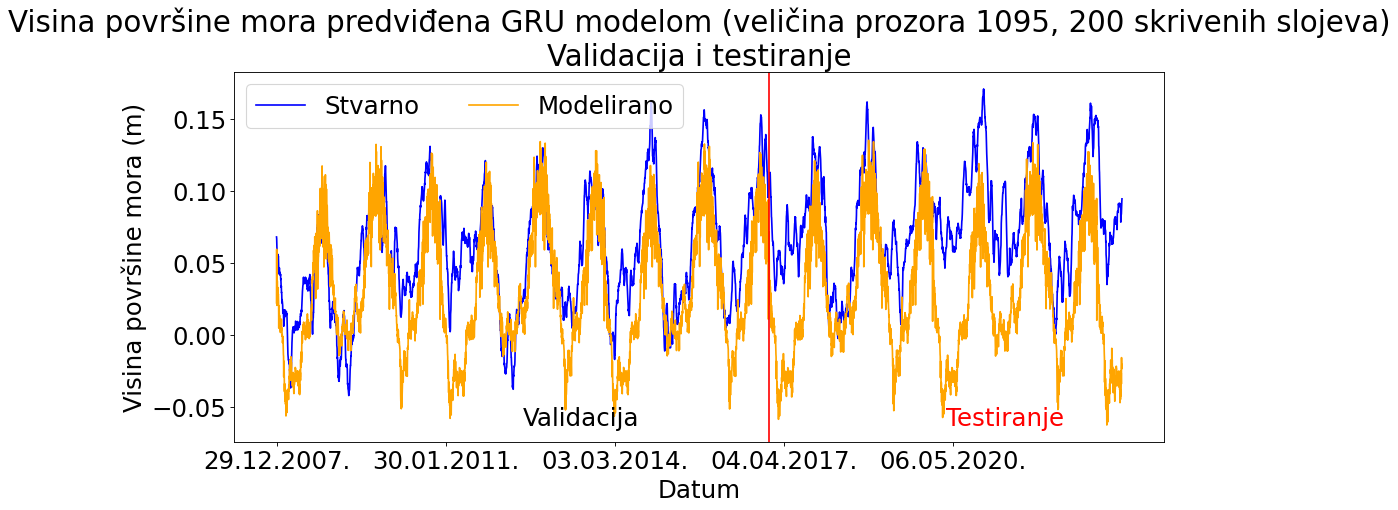 Visina površine mora predviđena GRU modelom (veličina prozora 1095, 200 skrivenih slojeva)
Validacija i testiranje
Stvarno
Modelirano
Visina površine mora (m)
0.15
0.10
0.05
0.00
−0.05
Validacija
Testiranje
29.12.2007.
30.01.2011.
03.03.2014.
04.04.2017.
06.05.2020.
Datum